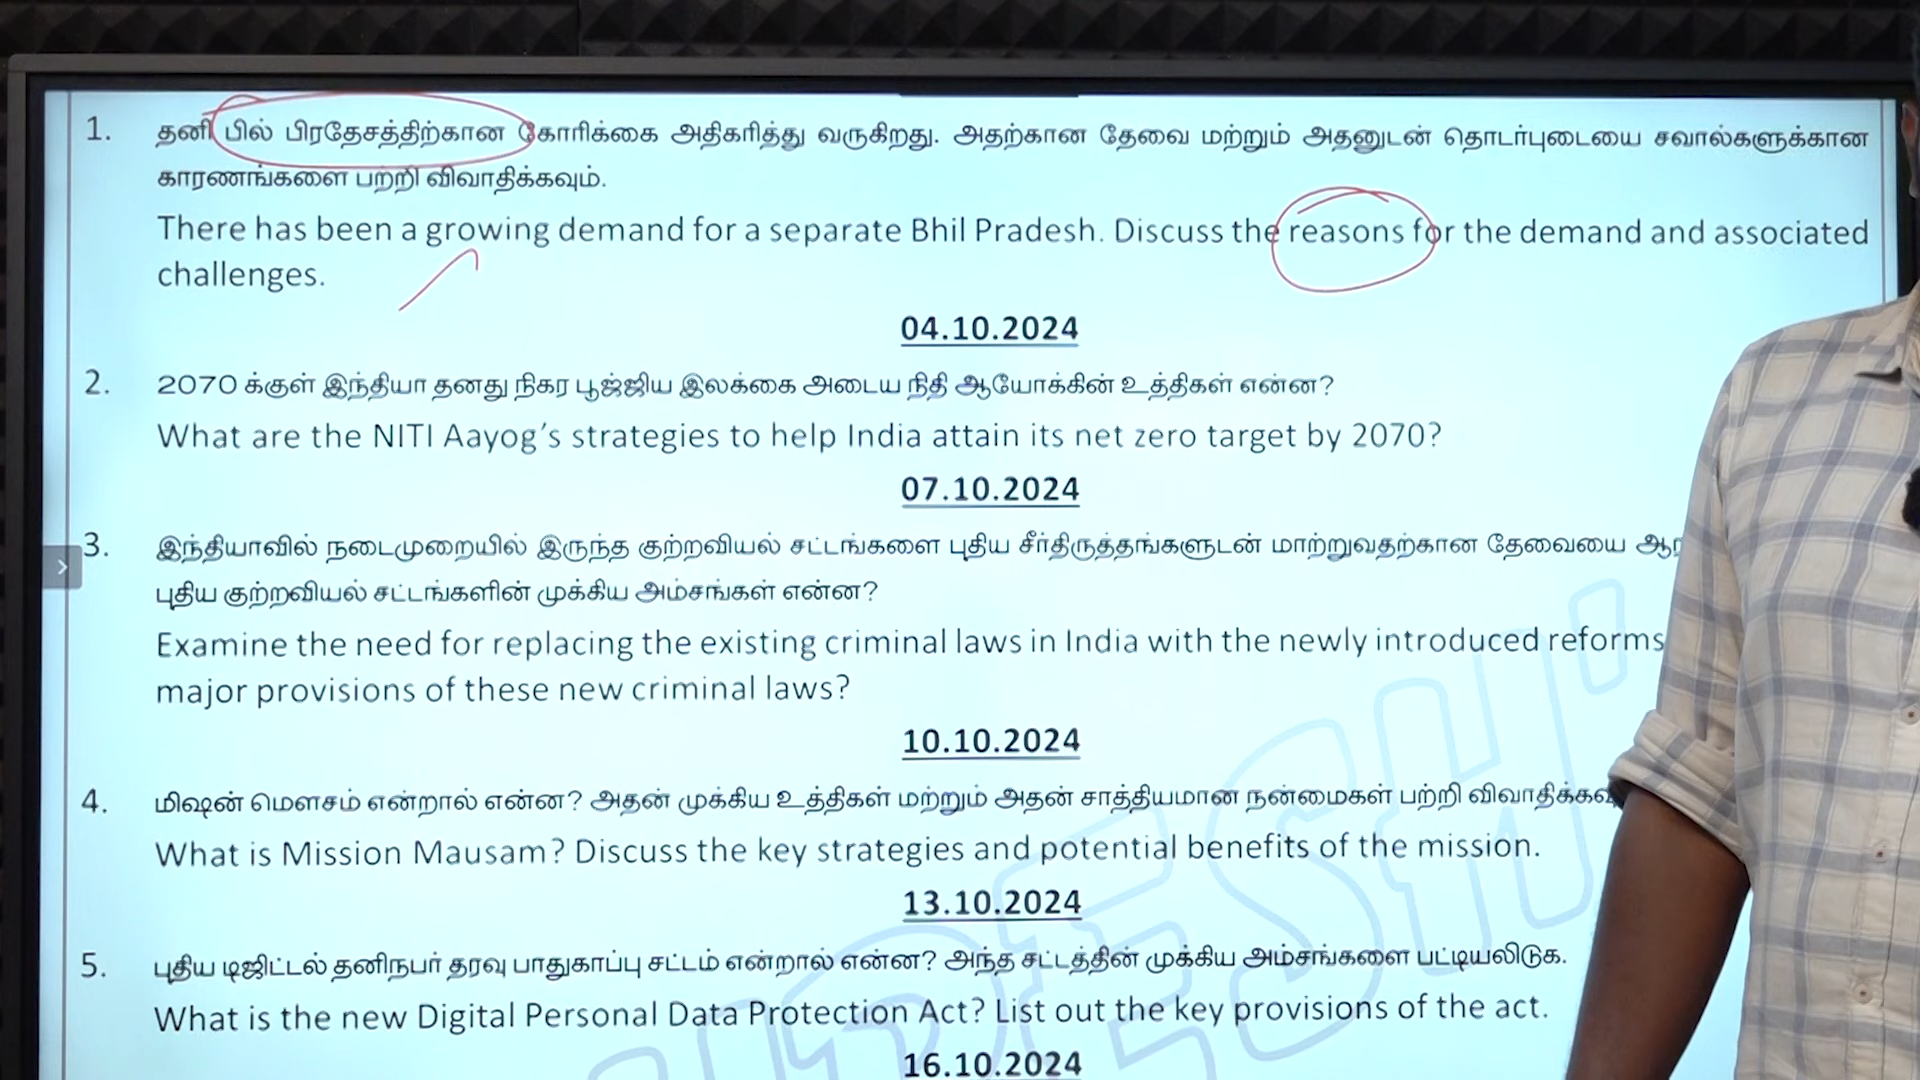 1. தனி பில் பிரதேசத்திற்கான கோரிக்கை அதிகரித்து வருகிறது. அதற்கான தேவை மற்றும் அதனுடன் தொடர்புடையை சவால்களுக்கான
காரணங்களை பற்றி விவாதிக்கவும்.
There has been a growing demand for a separate Bhil Pradesh. Discuss the reasons for the demand and associated
challenges.
04.10.2024
2. 2070 க்குள் இந்தியா தனது நிகர பூஜ்ஜிய இலக்கை அடைய நிதி ஆயோக்கின் உத்திகள் என்ன?
What are the NITI Aayog’s strategies to help India attain its net zero target by 2070?
07.10.2024
3. இந்தியாவில் நடைமுறையில் இருந்த குற்றவியல் சட்டங்களை புதிய சீர்திருத்தங்களுடன் மாற்றுவதற்கான தேவையை
புதிய குற்றவியல் சட்டங்களின் முக்கிய அம்சங்கள் என்ன?
Examine the need for replacing the existing criminal laws in India with the newly introduced reforms
major provisions of these new criminal laws?
10.10.2024
4. மிஷன் மௌசம் என்றால் என்ன? அதன் முக்கிய உத்திகள் மற்றும் அதன் சாத்தியமான நன்மைகள் பற்றி
What is Mission Mausam? Discuss the key strategies and potential benefits of the mission.
13.10.2024
5. புதிய டிஜிட்டல் தனிநபர் தரவு பாதுகாப்பு சட்டம் என்றால் என்ன? அந்த சட்டத்தின் முக்கிய அம்சங்களை பட்டியலிடுக.
What is the new Digital Personal Data Protection Act? List out the key provisions of the act.
16.10.2024